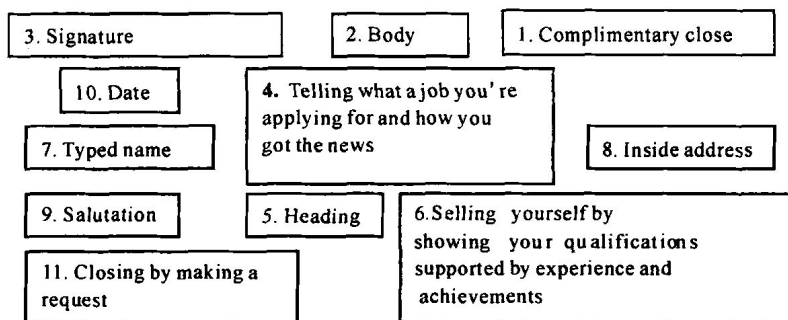 3. Signature
2. Body
1. Complimentary close
10. Date
4. Telling what a job you're
applying for and how you
got the news
7. Typed name
8. Inside address
9. Salutation
5. Heading
6.Selling yourself by
showing your qualifications
supported by experience and
achievements
11. Closing by making a
request